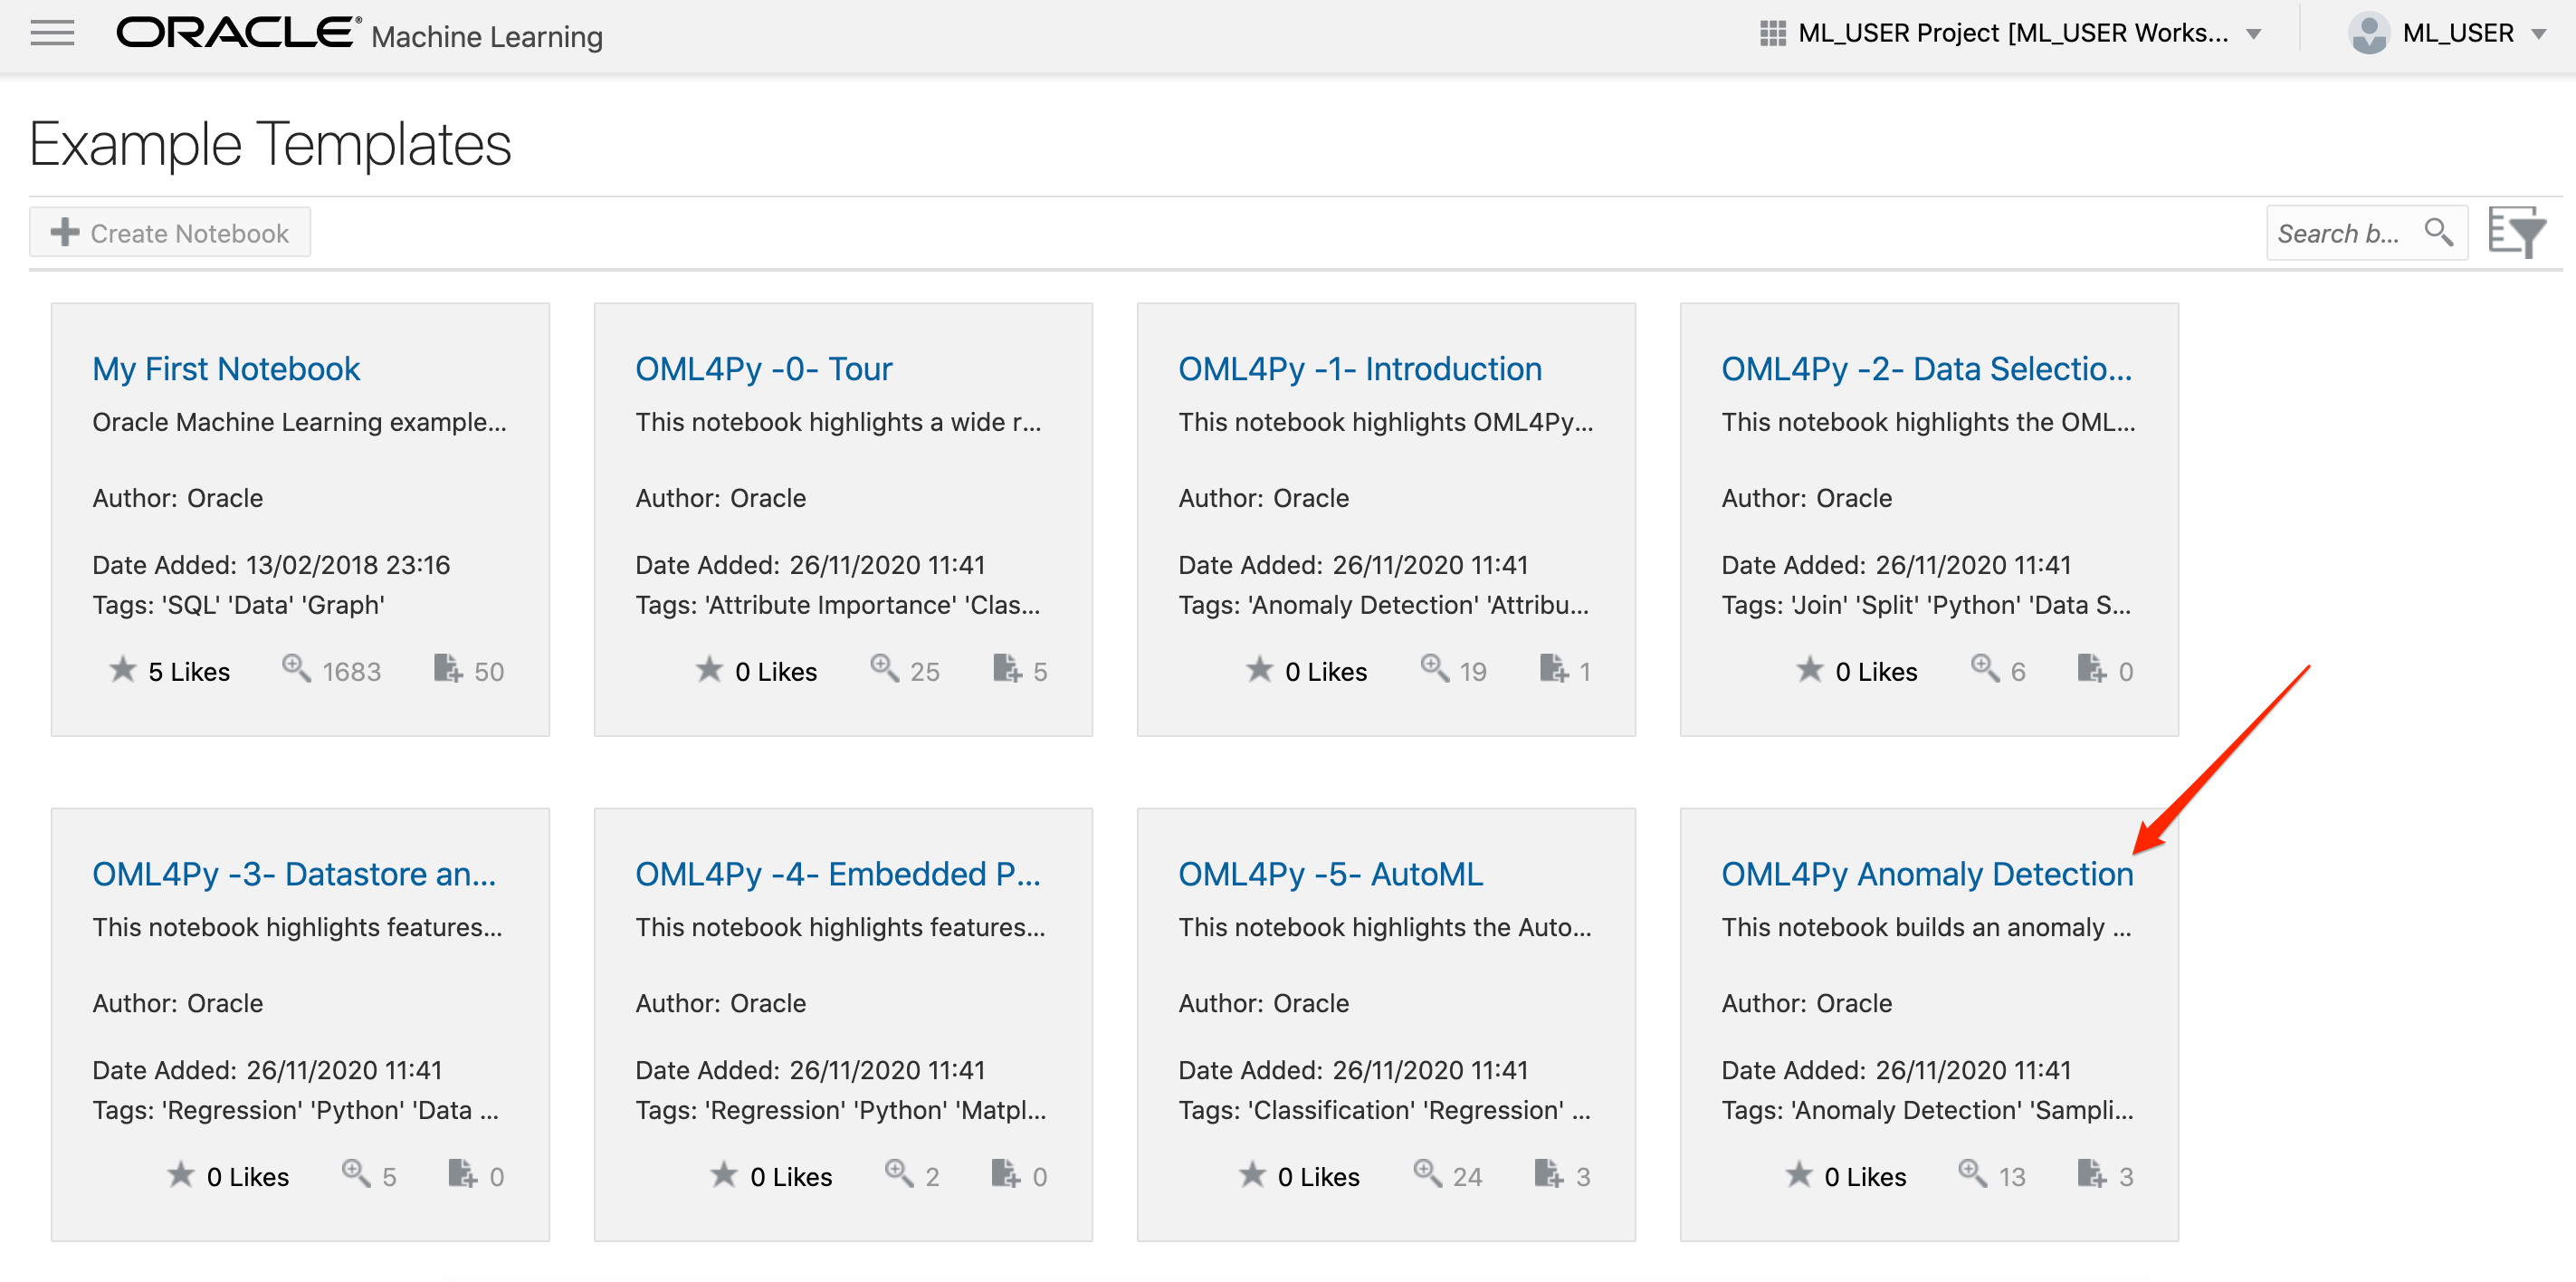 ORACLE® Machine Learning
ML_USER Project [ML_USER Works...
ML_USER
Example Templates
Create Notebook
Search b...
My First Notebook
Oracle Machine Learning example...
Author: Oracle
Date Added: 13/02/2018 23:16
Tags: 'SQL' 'Data' 'Graph'
5 Likes 1683 50
OML4Py -0- Tour
This notebook highlights a wide r...
Author: Oracle
Date Added: 26/11/2020 11:41
Tags: 'Attribute Importance' 'Clas...
0 Likes 25 5
OML4Py -1- Introduction
This notebook highlights OML4Py...
Author: Oracle
Date Added: 26/11/2020 11:41
Tags: 'Anomaly Detection' 'Attribu...
0 Likes 19 1
OML4Py -2- Data Selectio...
This notebook highlights the OML...
Author: Oracle
Date Added: 26/11/2020 11:41
Tags: 'Join' 'Split' 'Python' 'Data S...
0 Likes 6 0
OML4Py -3- Datastore an...
This notebook highlights features...
Author: Oracle
Date Added: 26/11/2020 11:41
Tags: 'Regression' 'Python' 'Data ...
0 Likes 5 0
OML4Py -4- Embedded P...
This notebook highlights features...
Author: Oracle
Date Added: 26/11/2020 11:41
Tags: 'Regression' 'Python' 'Matpl...
0 Likes 2 0
OML4Py -5- AutoML
This notebook highlights the Auto...
Author: Oracle
Date Added: 26/11/2020 11:41
Tags: 'Classification' 'Regression' ...
0 Likes 24 3
OML4Py Anomaly Detection
This notebook builds an anomaly ...
Author: Oracle
Date Added: 26/11/2020 11:41
Tags: 'Anomaly Detection' 'Sampli...
0 Likes 13 3